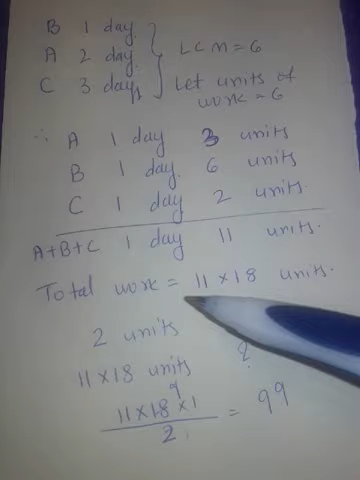 B 1 day
A 2 day
C 3 days
LCM = 6
Let units of
work = 6
∴ A 1 day 3 units
B 1 day. 6 units
C 1 day 2 units.
A+B+C 1 day 11 units.
Total work = 11 × 18 units.
2 units
11 × 18 units
9
11 × 18 × 1
2
= 99